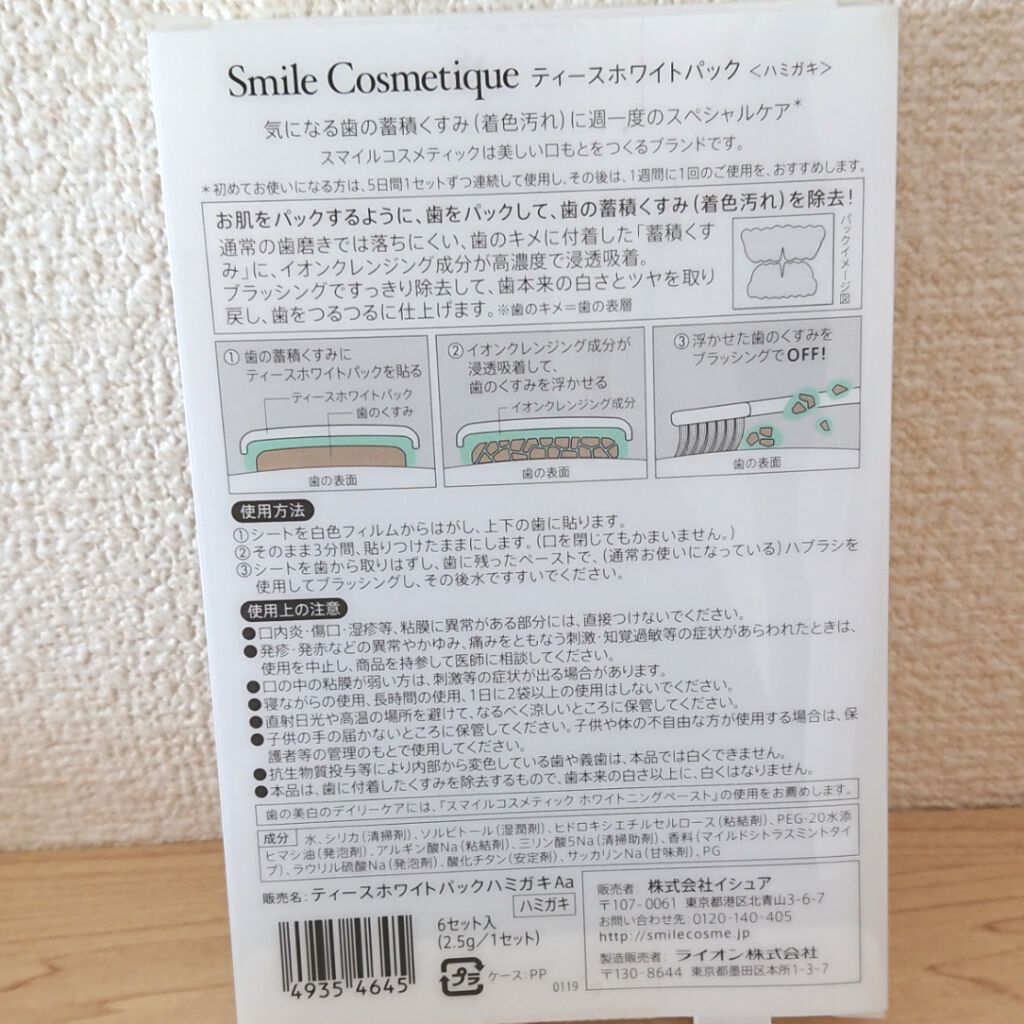 Smile Cosmetique ティースホワイトパック <ハミガキ>
気になる歯の蓄積くすみ(着色汚れ)に週一度のスペシャルケア*
スマイルコスメティックは美しい口もとをつくるブランドです。
*初めてお使いになる方は、5日間1セットずつ連続して使用し、その後は、1週間に1回のご使用を、おすすめします。
お肌をパックするように、歯をパックして、歯の蓄積くすみ(着色汚れ)を除去!
通常の歯磨きでは落ちにくい、歯のキメに付着した「蓄積くす
み」に、イオンクレンジング成分が高濃度で浸透吸着。
ブラッシングですっきり除去して、歯本来の白さとツヤを取り
戻し、歯をつるつるに仕上げます。※歯のキメ=歯の表層
パックイメージ図
①歯の蓄積くすみに
ティースホワイトパックを貼る
ティースホワイトパック
歯のくすみ
歯の表面
②イオンクレンジング成分が
浸透吸着して、
歯のくすみを浮かせる
イオンクレンジング成分
歯の表面
③浮かせた歯のくすみを
ブラッシングでOFF!
歯の表面
使用方法
①シートを白色フィルムからはがし、上下の歯に貼ります。
②そのまま3分間、貼りつけたままにします。(口を閉じてもかまいません。)
③シートを歯から取りはずし、歯に残ったペーストで、(通常お使いになっている)ハブラシを
使用してブラッシングし、その後水ですすいでください。
使用上の注意
●口内炎・傷口・湿疹等、粘膜に異常がある部分には、直接つけないでください。
●発疹・発赤などの異常やかゆみ、痛みをともなう刺激・知覚過敏等の症状があらわれたときは、
使用を中止し、商品を持参して医師に相談してください。
●口の中の粘膜が弱い方は、刺激等の症状が出る場合があります。
●寝ながらの使用、長時間の使用、1日に2袋以上の使用はしないでください。
●直射日光や高温の場所を避けて、なるべく涼しいところに保管してください。
●子供の手の届かないところに保管してください。子供や体の不自由な方が使用する場合は、保
護者等の管理のもとで使用してください。
●抗生物質投与等により内部から変色している歯や義歯は、本品では白くできません。
●本品は、歯に付着したくすみを除去するもので、歯本来の白さ以上に、白くはなりません。
歯の美白のデイリーケアには、「スマイルコスメティック ホワイトニングペースト」の使用をお薦めします。
成分 水、シリカ(清掃剤)、ソルビトール(湿潤剤)、ヒドロキシエチルセルロース(粘結剤)、PEG-20水添
ヒマシ油(発泡剤)、アルギン酸Na(粘結剤)、三リン酸5Na(清掃助剤)、香料(マイルドシトラスミントタイ
プ)、ラウリル硫酸Na(発泡剤)、酸化チタン(安定剤)、サッカリンNa(甘味剤)、PG
販売名:ティースホワイトパックハミガキAa
ハミガキ
6セット入
(2.5g/1セット)
プラ ケース:PP
0119
4935 4645
販売者:株式会社イシュア
〒107-0061 東京都港区北青山3-6-7
お問い合わせ先 0120-140-405
http://smilecosme.jp
製造販売者:ライオン株式会社
〒130-8644 東京都墨田区本所1-3-7